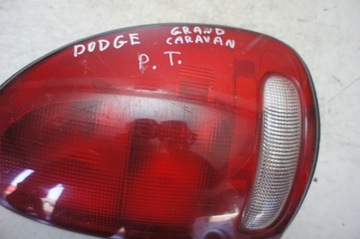 DODGE GRAND
CARAVAN
P. T.